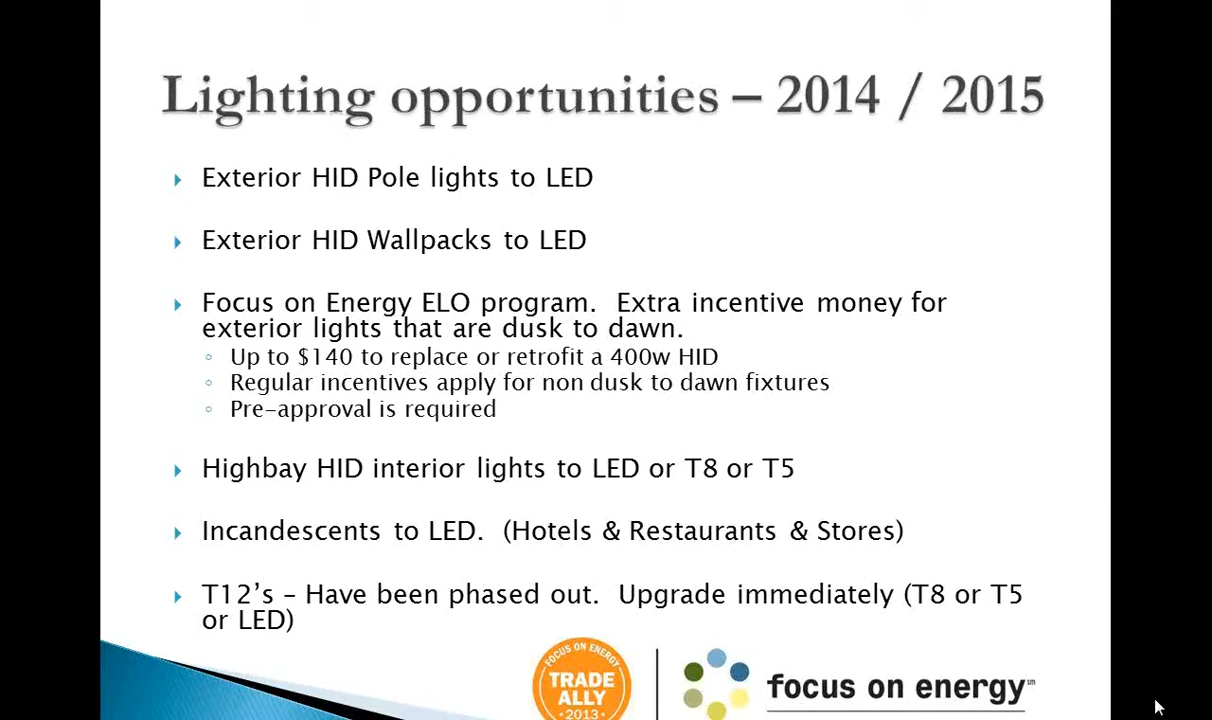 Lighting opportunities – 2014 / 2015
Exterior HID Pole lights to LED
Exterior HID Wallpacks to LED
Focus on Energy ELO program.  Extra incentive money for
exterior lights that are dusk to dawn.
Up to $140 to replace or retrofit a 400w HID
Regular incentives apply for non dusk to dawn fixtures
Pre-approval is required
Highbay HID interior lights to LED or T8 or T5
Incandescents to LED.  (Hotels & Restaurants & Stores)
T12’s – Have been phased out.  Upgrade immediately (T8 or T5
or LED)
FOCUS ON ENERGY
TRADE
ALLY
•2013•
focus on energy℠